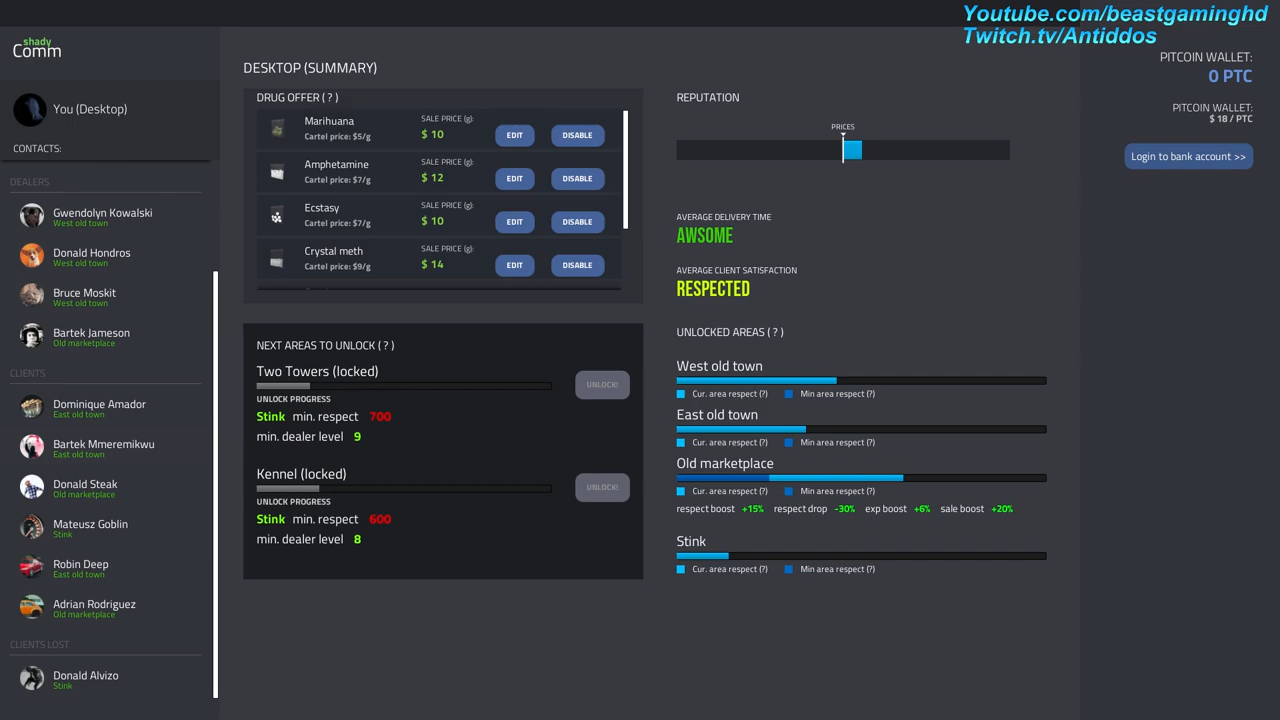 Youtube.com/beastgaminghd
Twitch.tv/Antiddos
shady
Comm
You (Desktop)
CONTACTS:
DEALERS
Gwendolyn Kowalski
West old town
Donald Hondros
West old town
Bruce Moskit
West old town
Bartek Jameson
Old marketplace
CLIENTS
Dominique Amador
East old town
Bartek Mmeremikwu
East old town
Donald Steak
Old marketplace
Mateusz Goblin
Stink
Robin Deep
East old town
Adrian Rodriguez
Old marketplace
CLIENTS LOST
Donald Alvizo
Stink
DESKTOP (SUMMARY)
DRUG OFFER ( ? )
Marihuana
Cartel price: $5/g
SALE PRICE (g):
$ 10
EDIT
DISABLE
Amphetamine
Cartel price: $7/g
SALE PRICE (g):
$ 12
EDIT
DISABLE
Ecstasy
Cartel price: $7/g
SALE PRICE (g):
$ 10
EDIT
DISABLE
Crystal meth
Cartel price: $9/g
SALE PRICE (g):
$ 14
EDIT
DISABLE
NEXT AREAS TO UNLOCK ( ? )
Two Towers (locked)
UNLOCK!
UNLOCK PROGRESS
Stink min. respect 700
min. dealer level 9
Kennel (locked)
UNLOCK!
UNLOCK PROGRESS
Stink min. respect 600
min. dealer level 8
REPUTATION
PRICES
AVERAGE DELIVERY TIME
AWSOME
AVERAGE CLIENT SATISFACTION
RESPECTED
UNLOCKED AREAS ( ? )
West old town
Cur. area respect (?) Min area respect (?)
East old town
Cur. area respect (?) Min area respect (?)
Old marketplace
Cur. area respect (?) Min area respect (?)
respect boost +15% respect drop -30% exp boost +6% sale boost +20%
Stink
Cur. area respect (?) Min area respect (?)
PITCOIN WALLET:
0 PTC
PITCOIN WALLET:
$ 18 / PTC
Login to bank account >>